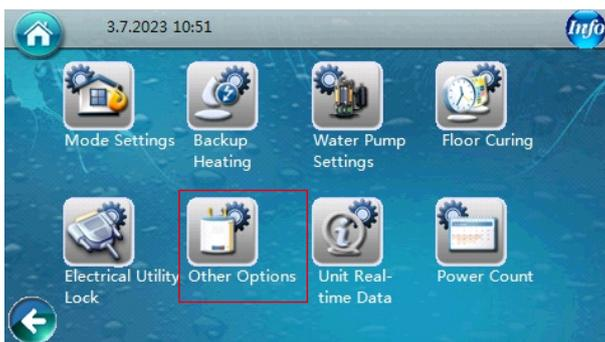 3.7.2023 10:51
Info
Mode Settings
Backup
Heating
Water Pump
Settings
Floor Curing
Electrical Utility
Lock
Other Options
Unit Real-
time Data
Power Count